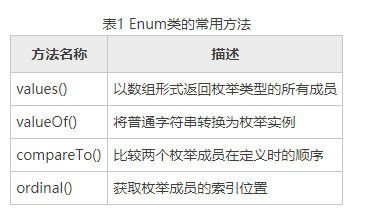 表1 Enum类的常用方法
方法名称 描述
values() 以数组形式返回枚举类型的所有成员
valueOf() 将普通字符串转换为枚举实例
compareTo() 比较两个枚举成员在定义时的顺序
ordinal() 获取枚举成员的索引位置